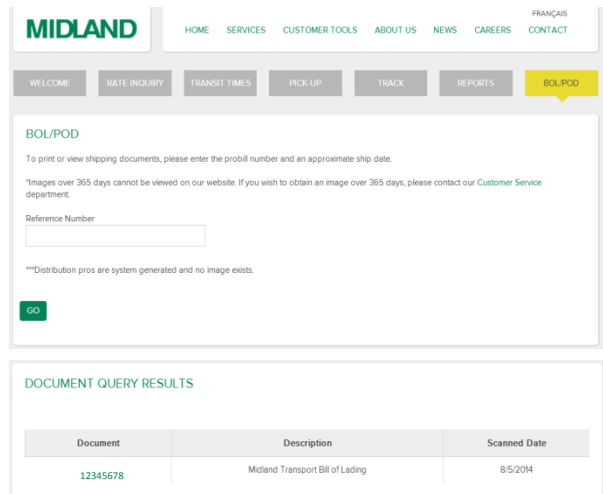 FRANÇAIS
MIDLAND
HOME SERVICES CUSTOMER TOOLS ABOUT US NEWS CAREERS CONTACT
WELCOME RATE INQUIRY TRANSIT TIMES PICK-UP TRACK REPORTS BOL/POD
BOL/POD
To print or view shipping documents, please enter the probill number and an approximate ship date.
*Images over 365 days cannot be viewed on our website. If you wish to obtain an image over 365 days, please contact our Customer Service
department.
Reference Number
***Distribution pros are system generated and no image exists.
GO
DOCUMENT QUERY RESULTS
Document Description Scanned Date
12345678 Midland Transport Bill of Lading 8/5/2014